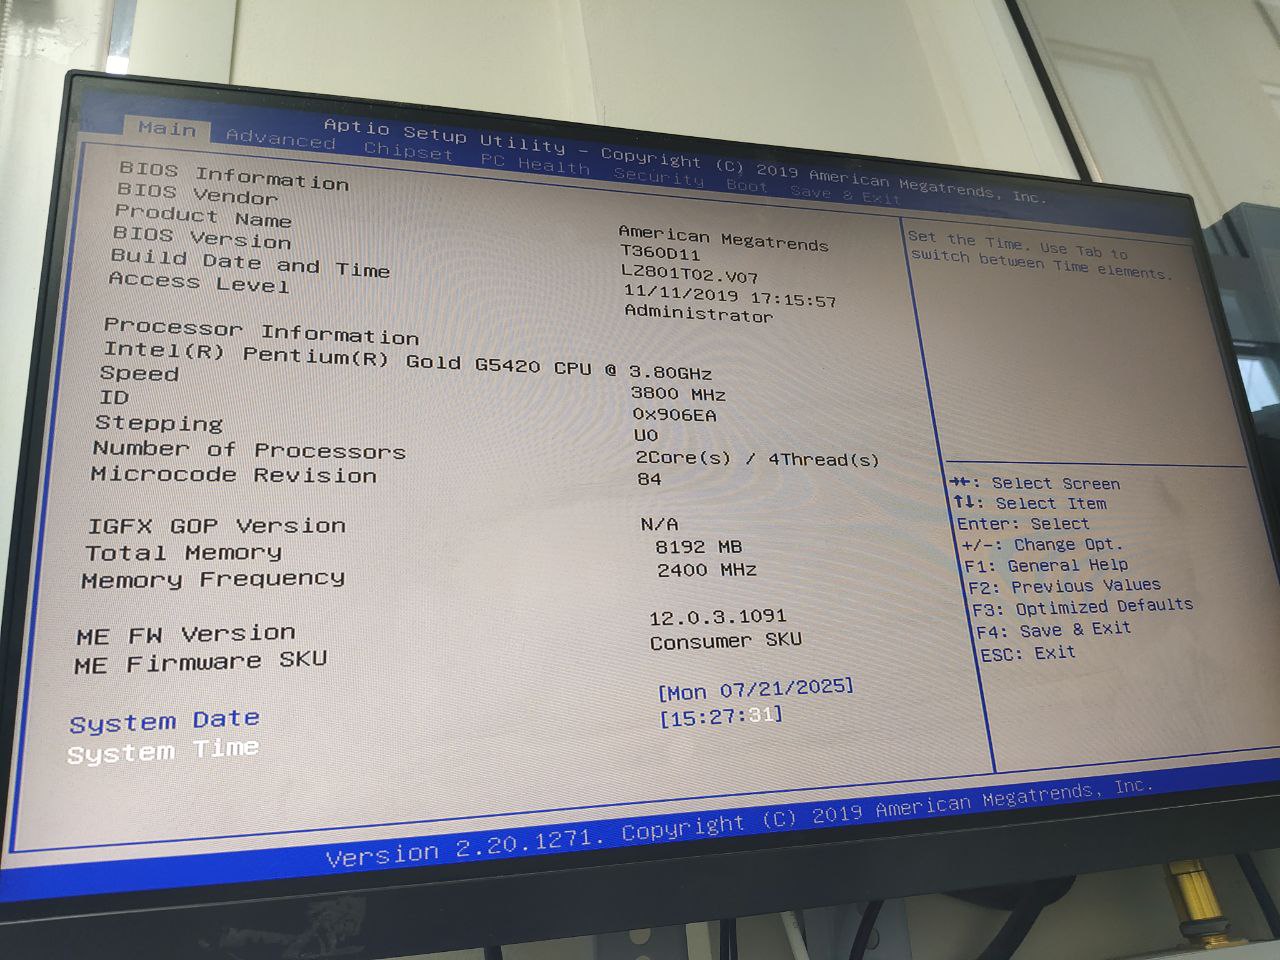 Aptio Setup Utility – Copyright (C) 2019 American Megatrends, Inc.
Main Advanced Chipset PC Health Security Boot Save & Exit
BIOS Information
BIOS Vendor American Megatrends
Product Name T360D11
BIOS Version LZ801T02.V07
Build Date and Time 11/11/2019 17:15:57
Access Level Administrator
Processor Information
Intel(R) Pentium(R) Gold G5420 CPU @ 3.80GHz
Speed 3800 MHz
ID 0x906EA
Stepping U0
Number of Processors 2Core(s) / 4Thread(s)
Microcode Revision 84
IGFX GOP Version N/A
Total Memory 8192 MB
Memory Frequency 2400 MHz
ME FW Version 12.0.3.1091
ME Firmware SKU Consumer SKU
System Date [Mon 07/21/2025]
System Time [15:27:31]
Set the Time. Use Tab to
switch between Time elements.
→←: Select Screen
↑↓: Select Item
Enter: Select
+/-: Change Opt.
F1: General Help
F2: Previous Values
F3: Optimized Defaults
F4: Save & Exit
ESC: Exit
Version 2.20.1271. Copyright (C) 2019 American Megatrends, Inc.